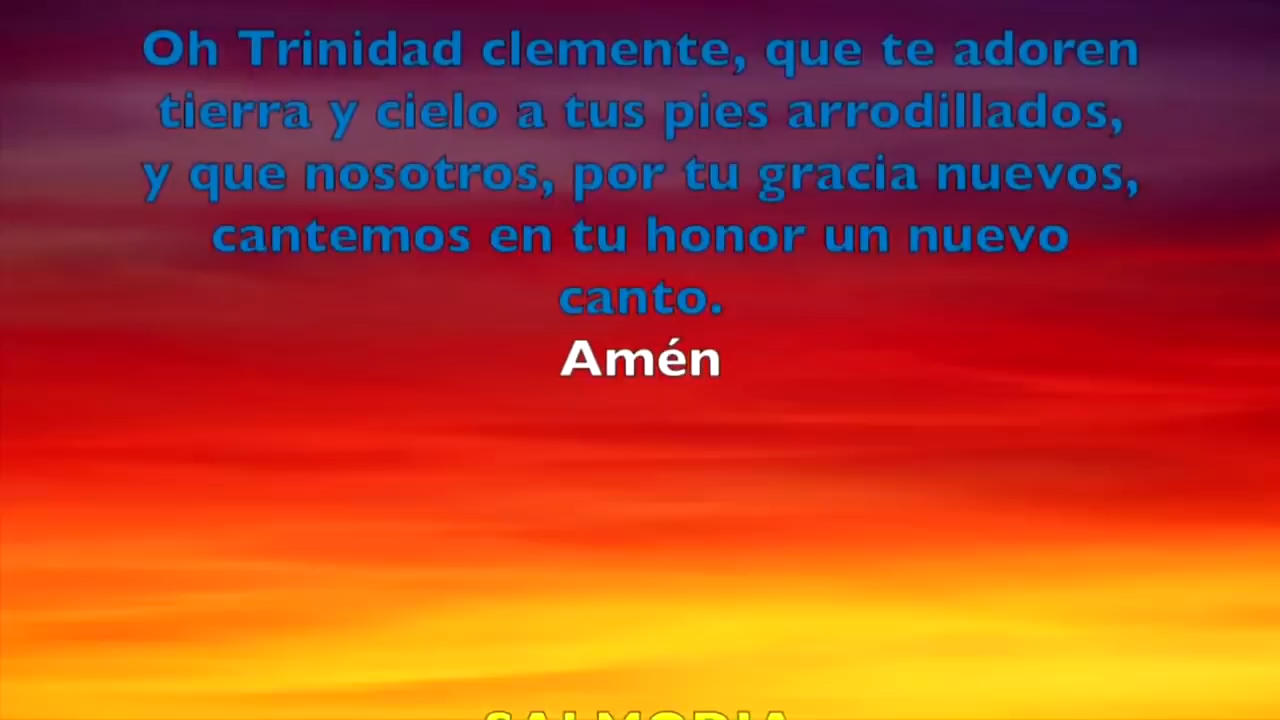 Oh Trinidad clemente, que te adoren
tierra y cielo a tus pies arrodillados,
y que nosotros, por tu gracia nuevos,
cantemos en tu honor un nuevo
canto.
Amén
SALMODIA